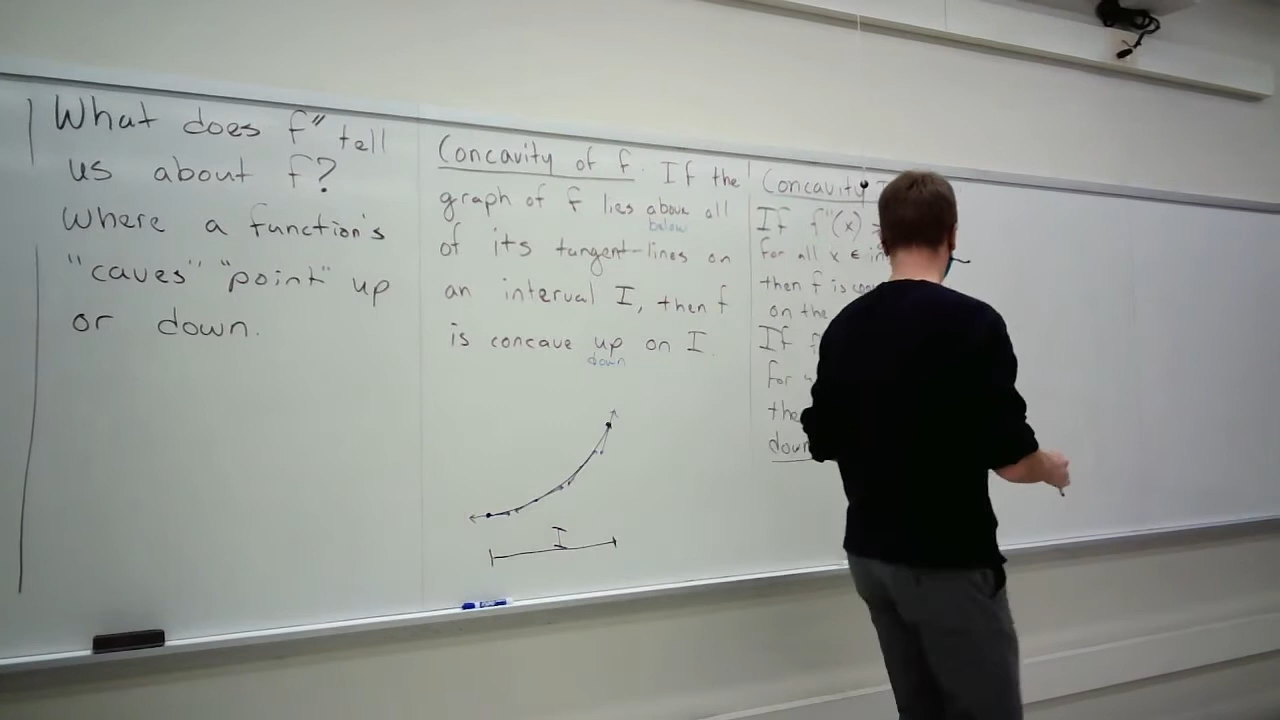 What does f" tell
us about f?
Where a function's
"caves" "point" up
or down.
Concavity of f. If the
graph of f lies above all
below
of its tangent-lines on
an interval I, then f
is concave up on I.
down
I
Concavity
If f"(x)
for all x ∈
then f is
on the
If
for
down